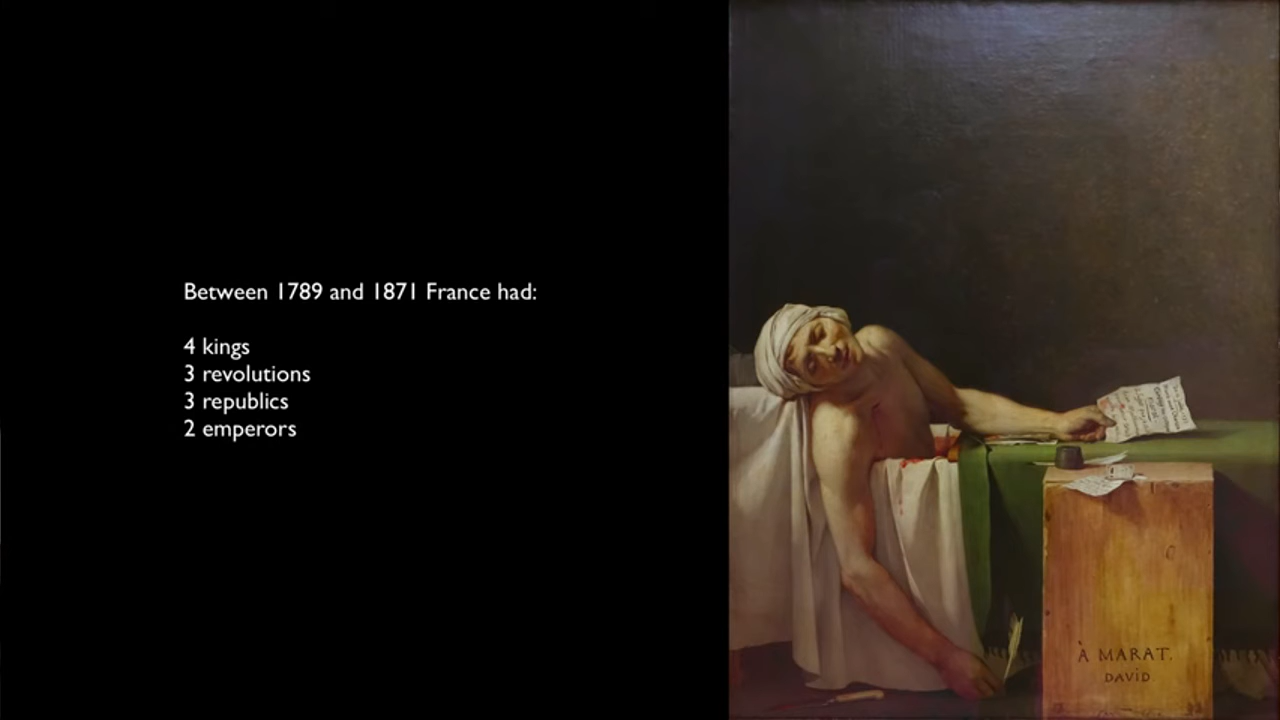 Between 1789 and 1871 France had:
4 kings
3 revolutions
3 republics
2 emperors
À MARAT.
DAVID